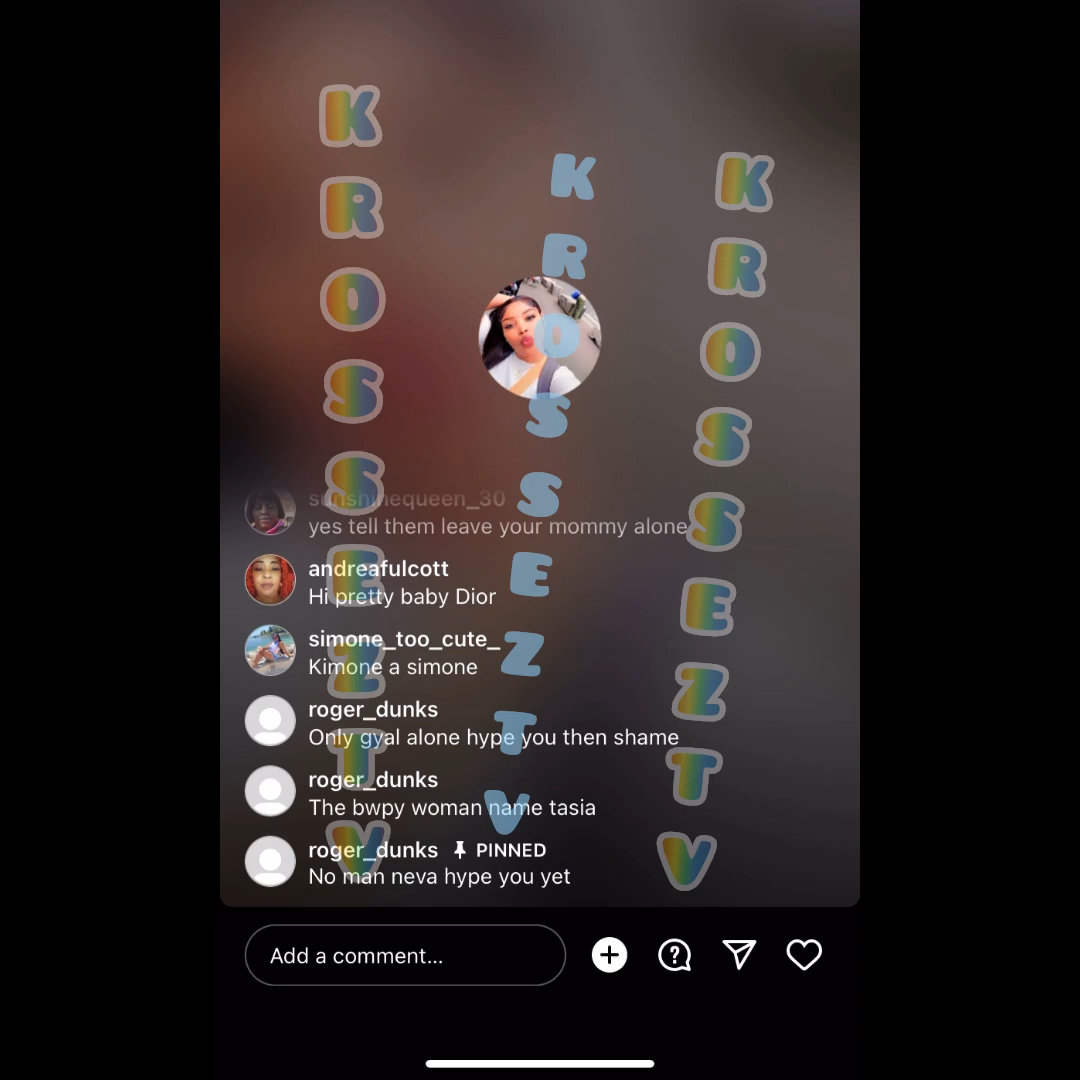 KROSSEZTV
KROSSEZTV
KROSSEZTV
sunshinequeen_30
yes tell them leave your mommy alone
andreafulcott
Hi pretty baby Dior
simone_too_cute_
Kimone a simone
roger_dunks
Only gyal alone hype you then shame
roger_dunks
The bwpy woman name tasia
roger_dunks PINNED
No man neva hype you yet
Add a comment...